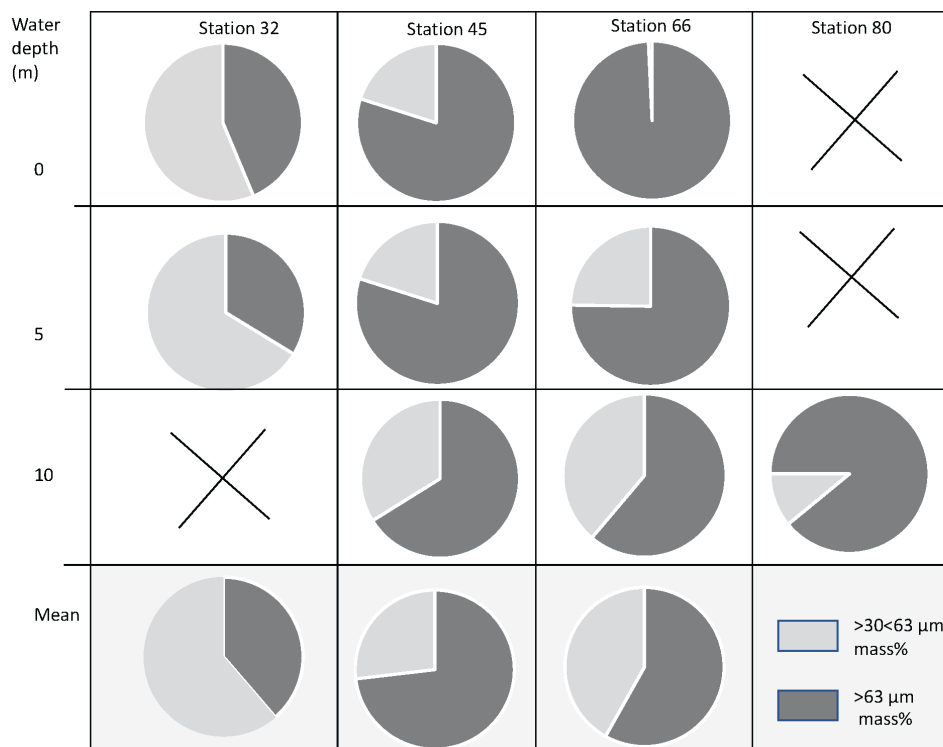 Water
depth
(m)
Station 32
Station 45
Station 66
Station 80
0
5
10
Mean
>30<63 µm
mass%
>63 µm
mass%